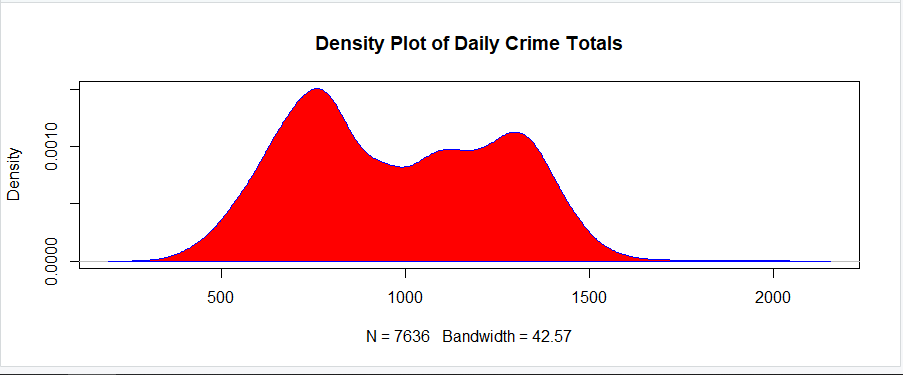 Density Plot of Daily Crime Totals
Density
0.0010
0.0000
500 1000 1500 2000
N = 7636 Bandwidth = 42.57